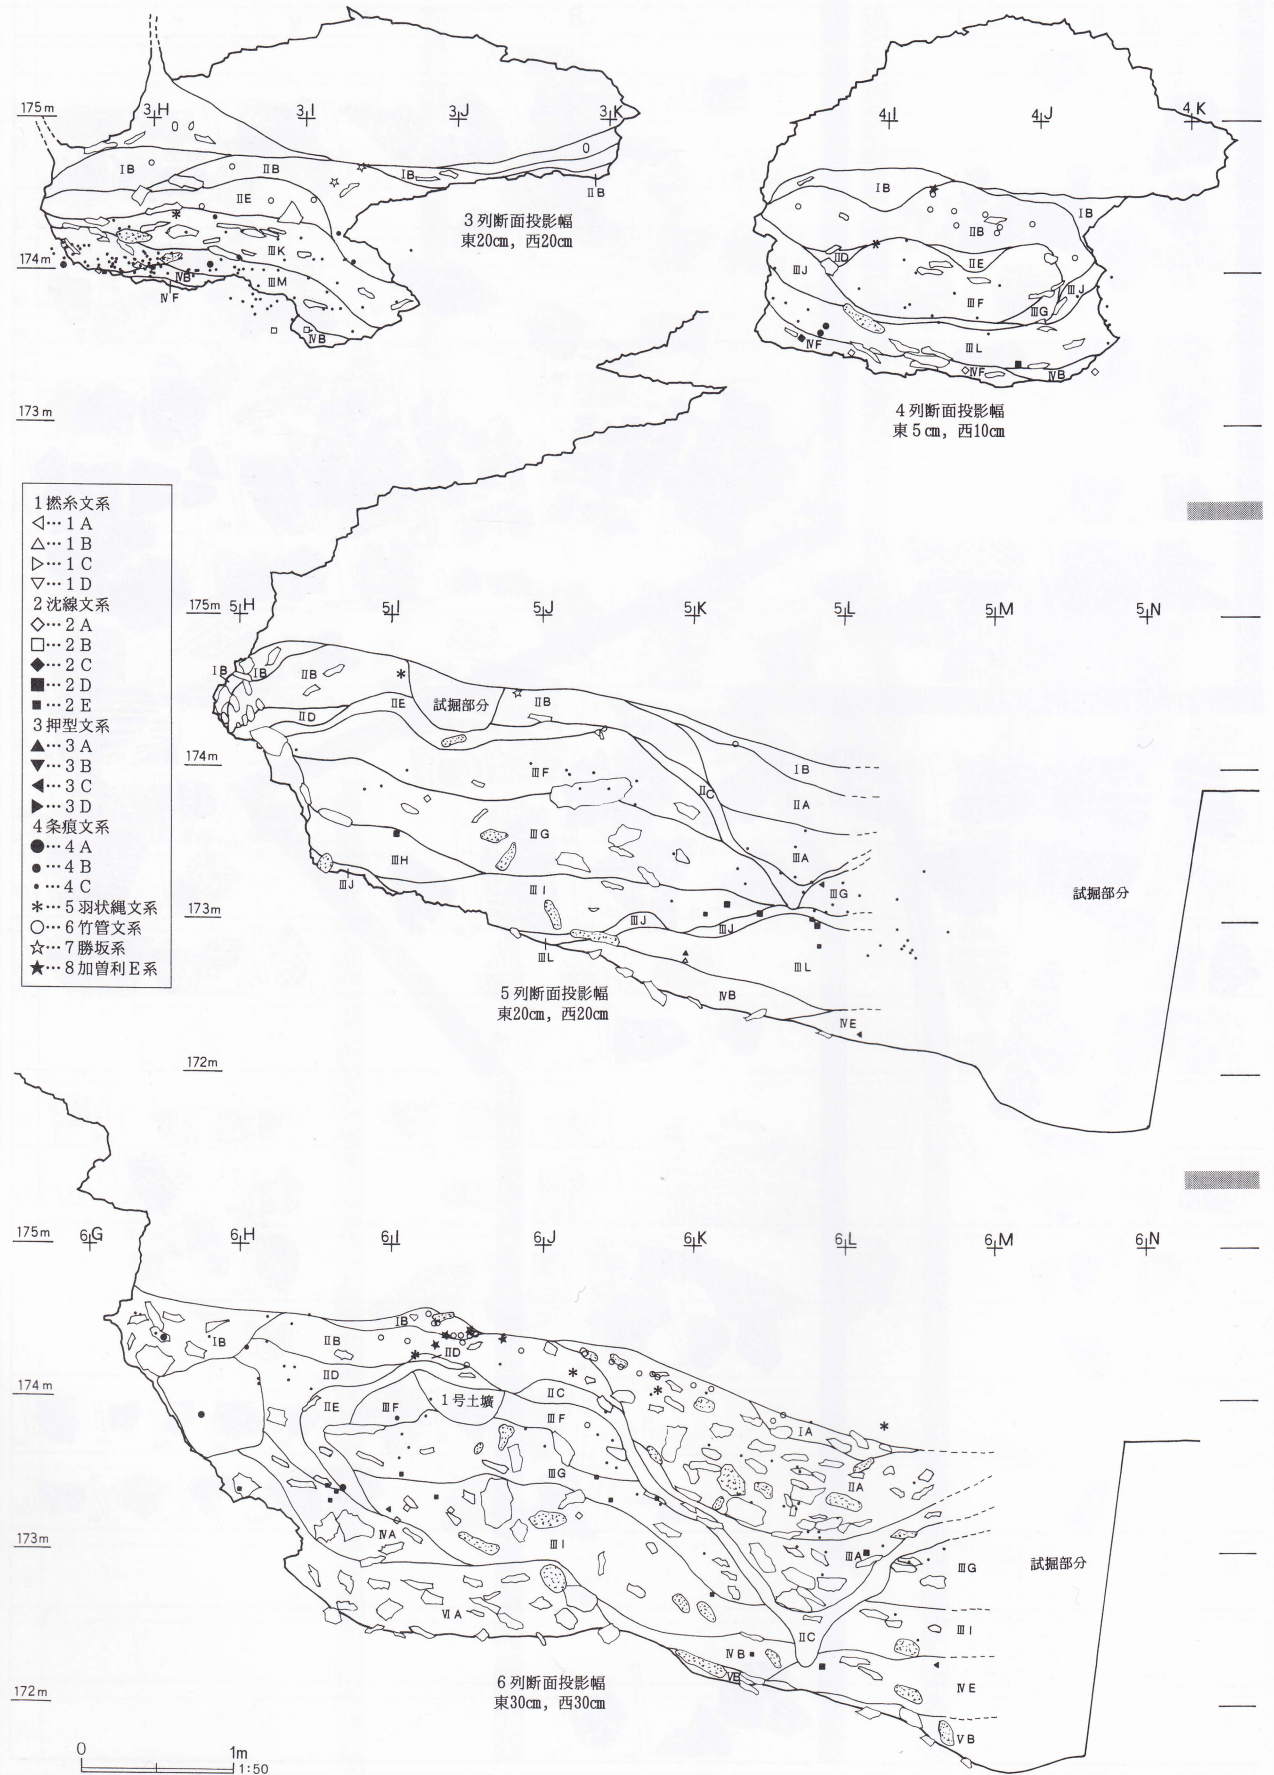 175m
3H
3I
3J
3K
ⅠB
ⅡB
ⅠB
ⅡB
ⅡE
ⅢK
174m
ⅣB
ⅢM
ⅣF
ⅣB
173m
3列断面投影幅
東20cm, 西20cm
4I
4J
4K
ⅠB
ⅠB
ⅡB
ⅡD
ⅡE
ⅢJ
ⅢJ
ⅢF
ⅢG
ⅢL
ⅣF
ⅣF
ⅣB
4列断面投影幅
東5cm, 西10cm
1撚糸文系
◁…1A
△…1B
▷…1C
▽…1D
2沈線文系
◇…2A
□…2B
◆…2C
■…2D
■…2E
3押型文系
▲…3A
▼…3B
◀…3C
▶…3D
4条痕文系
●…4A
●…4B
•…4C
*…5羽状縄文系
○…6竹管文系
☆…7勝坂系
★…8加曽利E系
175m
5H
5I
5J
5K
5L
5M
5N
ⅠB
ⅠB
ⅡB
ⅡE
試掘部分
ⅡB
ⅡD
174m
ⅢF
ⅠB
ⅡC
ⅡA
ⅢG
ⅢH
ⅢA
ⅢJ
ⅢI
ⅢG
試掘部分
173m
ⅢJ
ⅢJ
ⅢL
ⅢL
ⅣB
ⅣE
5列断面投影幅
東20cm, 西20cm
172m
175m
6G
6H
6I
6J
6K
6L
6M
6N
ⅠB
ⅠB
ⅡB
ⅡD
ⅡD
174m
ⅡE
ⅢF
1号土壙
ⅡC
ⅢF
ⅠA
ⅢG
ⅡA
173m
ⅣA
ⅢI
ⅢA
ⅢG
試掘部分
ⅥA
ⅡC
ⅢI
ⅣB
ⅤB
ⅣE
172m
ⅤB
6列断面投影幅
東30cm, 西30cm
0
1m
1:50